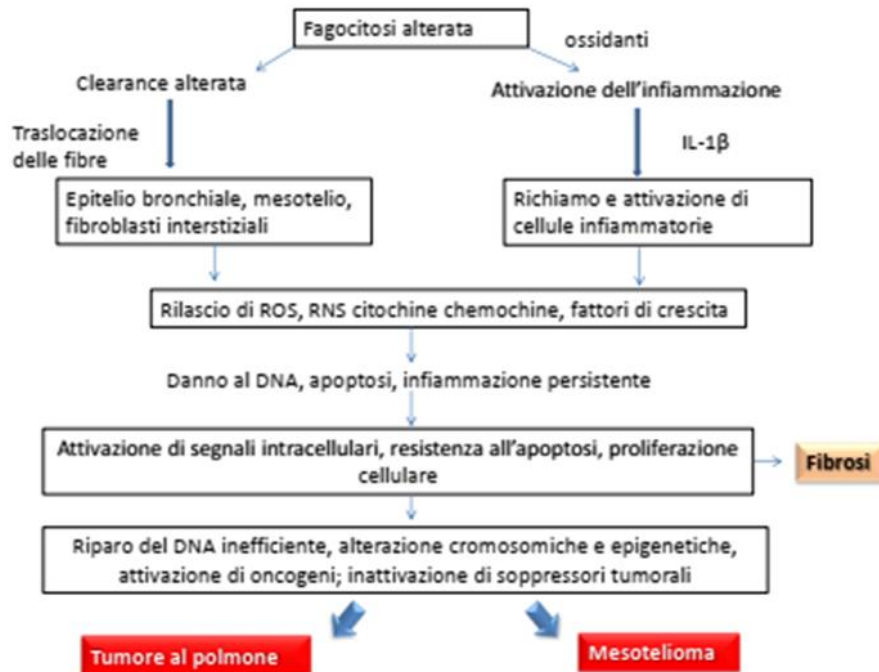 Fagocitosi alterata
ossidanti
Clearance alterata
Attivazione dell'infiammazione
Traslocazione
delle fibre
IL-1β
Epitelio bronchiale, mesotelio,
fibroblasti interstiziali
Richiamo e attivazione di
cellule infiammatorie
Rilascio di ROS, RNS citochine chemochine, fattori di crescita
Danno al DNA, apoptosi, infiammazione persistente
Attivazione di segnali intracellulari, resistenza all'apoptosi, proliferazione
cellulare
Fibrosi
Riparo del DNA inefficiente, alterazione cromosomiche e epigenetiche,
attivazione di oncogeni; inattivazione di soppressori tumorali
Tumore al polmone
Mesotelioma